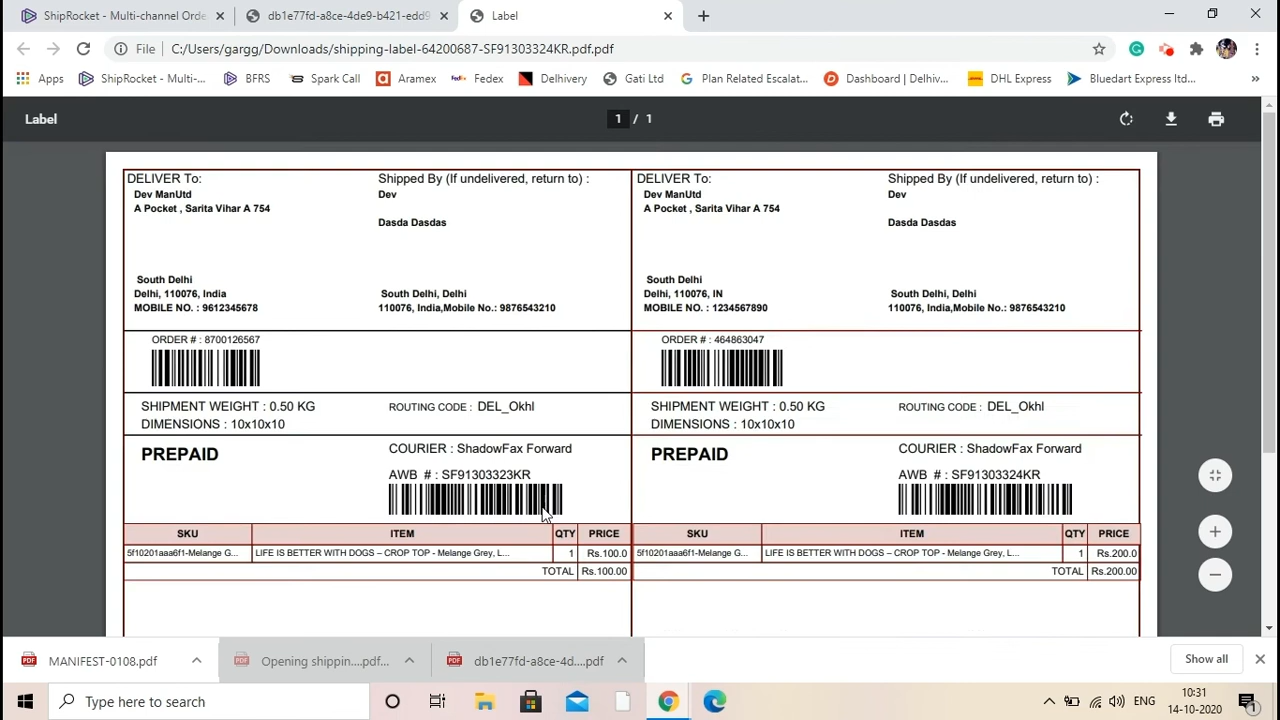 ShipRocket - Multi-channel Orde
db1e77fd-a8ce-4de9-b421-edd9
Label
File
C:/Users/gargg/Downloads/shipping-label-64200687-SF91303324KR.pdf.pdf
Apps
ShipRocket - Multi-...
BFRS
Spark Call
Aramex
Fedex
Delhivery
Gati Ltd
Plan Related Escalat...
Dashboard | Delhiv...
DHL Express
Bluedart Express ltd...
Label
1 / 1
DELIVER To:
Dev ManUtd
A Pocket , Sarita Vihar A 754
South Delhi
Delhi, 110076, India
MOBILE NO. : 9612345678
Shipped By (If undelivered, return to) :
Dev
Dasda Dasdas
South Delhi, Delhi
110076, India,Mobile No.: 9876543210
ORDER # : 8700126567
SHIPMENT WEIGHT : 0.50 KG
DIMENSIONS : 10x10x10
ROUTING CODE : DEL_Okhl
PREPAID
COURIER : ShadowFax Forward
AWB # : SF91303323KR
SKU ITEM QTY PRICE
5f10201aaa6f1-Melange G... LIFE IS BETTER WITH DOGS – CROP TOP - Melange Grey, L... 1 Rs.100.0
TOTAL Rs.100.00
DELIVER To:
Dev ManUtd
A Pocket , Sarita Vihar A 754
South Delhi
Delhi, 110076, IN
MOBILE NO. : 1234567890
Shipped By (If undelivered, return to) :
Dev
Dasda Dasdas
South Delhi, Delhi
110076, India,Mobile No.: 9876543210
ORDER # : 464863047
SHIPMENT WEIGHT : 0.50 KG
DIMENSIONS : 10x10x10
ROUTING CODE : DEL_Okhl
PREPAID
COURIER : ShadowFax Forward
AWB # : SF91303324KR
SKU ITEM QTY PRICE
5f10201aaa6f1-Melange G... LIFE IS BETTER WITH DOGS – CROP TOP - Melange Grey, L... 1 Rs.200.0
TOTAL Rs.200.00
MANIFEST-0108.pdf
Opening shippin....pdf...
db1e77fd-a8ce-4d....pdf
Show all
Type here to search
ENG
10:31
14-10-2020